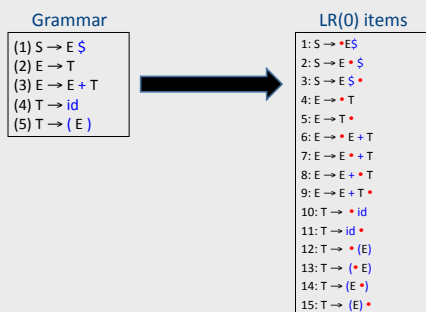 Grammar
(1) S → E $
(2) E → T
(3) E → E + T
(4) T → id
(5) T → ( E )
LR(0) items
1: S → •E$
2: S → E • $
3: S → E $ •
4: E → • T
5: E → T •
6: E → • E + T
7: E → E • + T
8: E → E + • T
9: E → E + T •
10: T → • id
11: T → id •
12: T → • (E)
13: T → (• E)
14: T → (E •)
15: T → (E) •